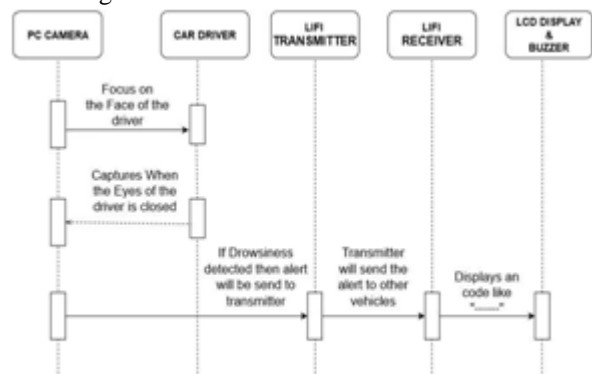 PC CAMERA
CAR DRIVER
LIFI
TRANSMITTER
LIFI
RECEIVER
LCD DISPLAY
&
BUZZER
Focus on
the Face of the
driver
Captures When
the Eyes of the
driver is closed
If Drowsiness
detected then alert
will be send to
transmitter
Transmitter
will send the
alert to other
vehicles
Displays an
code like
"____"